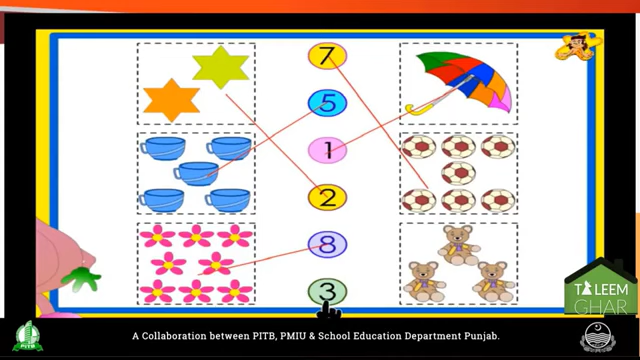 7
5
1
2
8
3
TALEEM
GHAR
PITB
A Collaboration between PITB, PMIU & School Education Department Punjab.